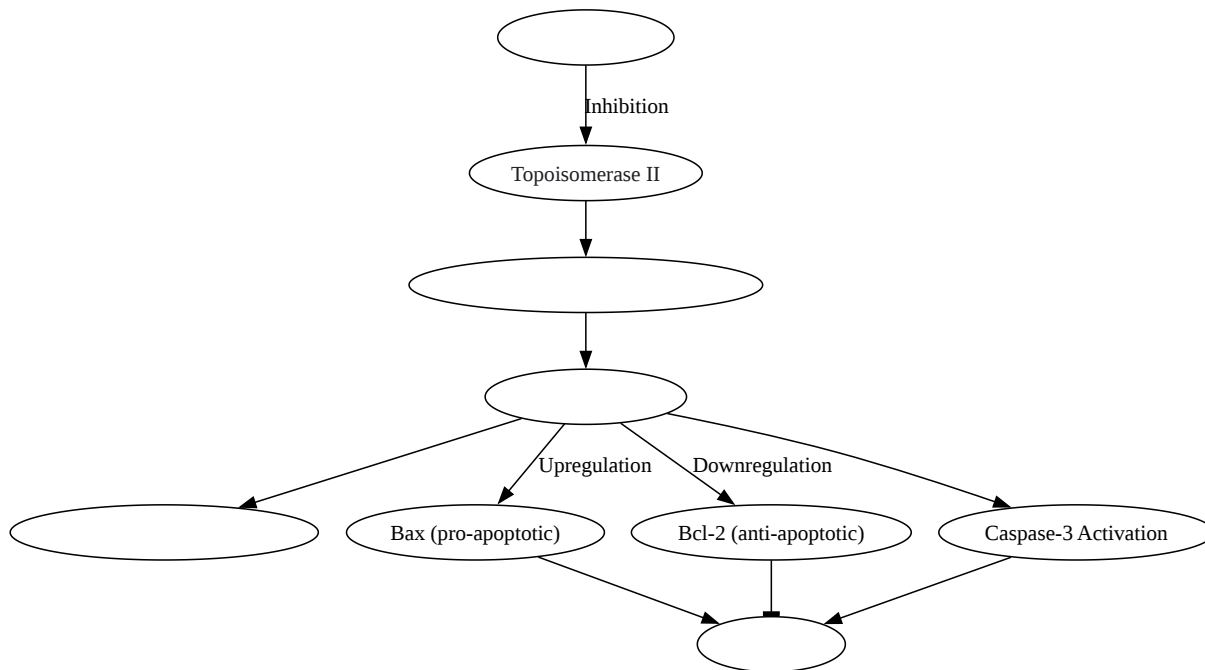 Inhibition
Topoisomerase II
Upregulation
Downregulation
Bax (pro-apoptotic)
Bcl-2 (anti-apoptotic)
Caspase-3 Activation